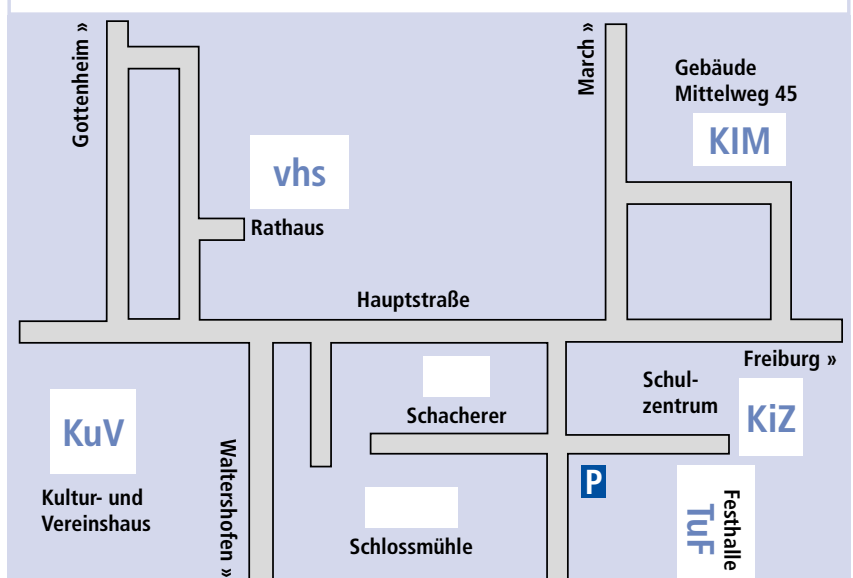 Gottenheim »
March »
Gebäude
Mittelweg 45
KIM
vhs
Rathaus
Hauptstraße
Freiburg »
Schul-
zentrum
KiZ
Schacherer
KuV
Kultur- und
Vereinshaus
Waltershofen »
P
Schlossmühle
Festhalle
TuF